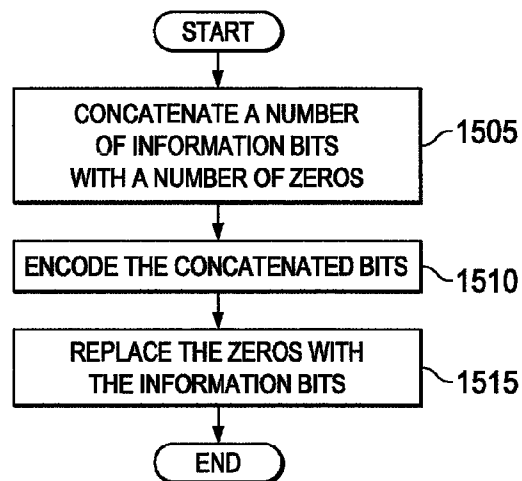 START
CONCATENATE A NUMBER
OF INFORMATION BITS
WITH A NUMBER OF ZEROS
1505
ENCODE THE CONCATENATED BITS
1510
REPLACE THE ZEROS WITH
THE INFORMATION BITS
1515
END